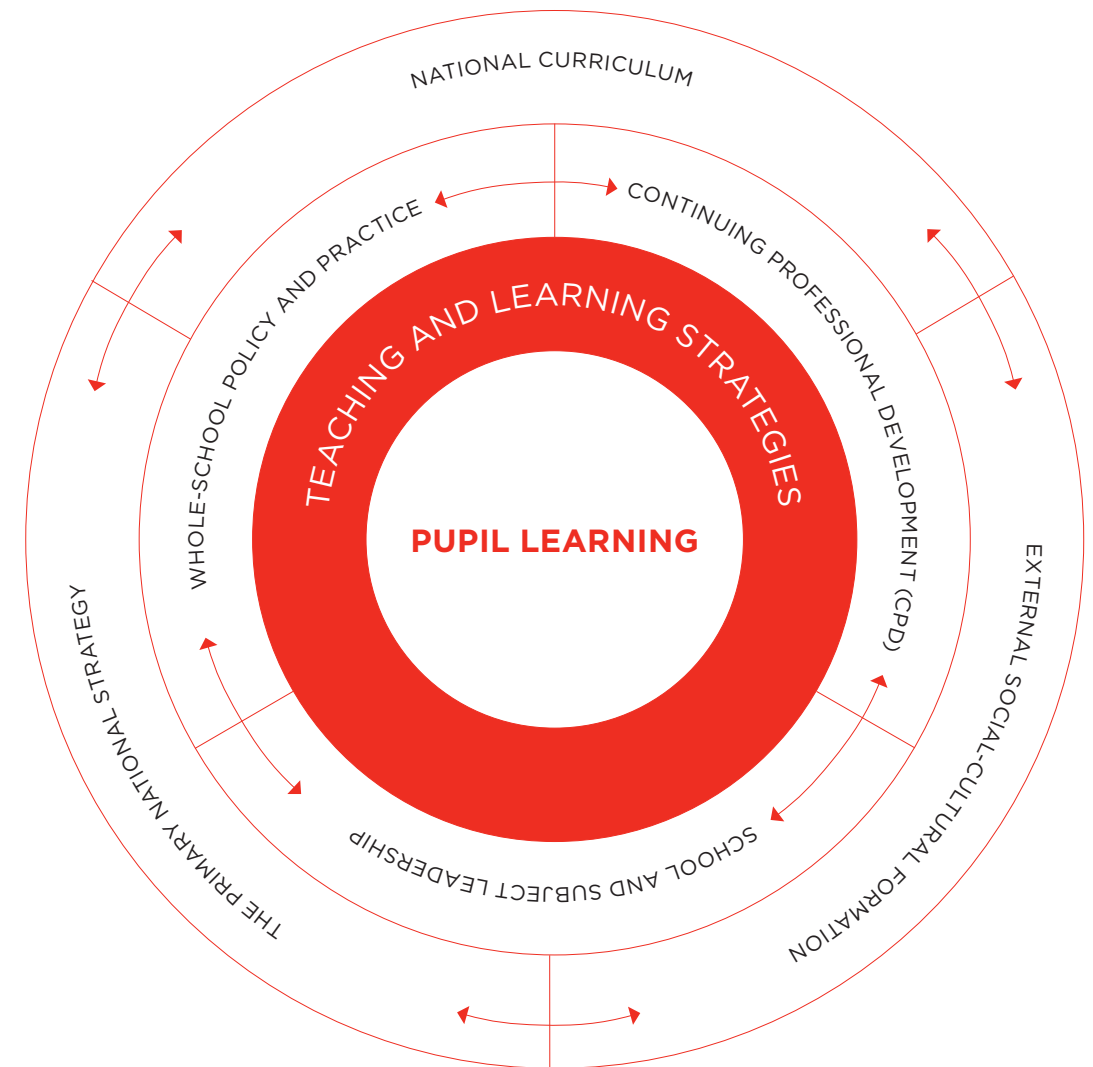 NATIONAL CURRICULUM
WHOLE-SCHOOL POLICY AND PRACTICE
CONTINUING PROFESSIONAL DEVELOPMENT (CPD)
TEACHING AND LEARNING STRATEGIES
PUPIL LEARNING
THE PRIMARY NATIONAL STRATEGY
EXTERNAL SOCIAL-CULTURAL FORMATION
SCHOOL AND SUBJECT LEADERSHIP